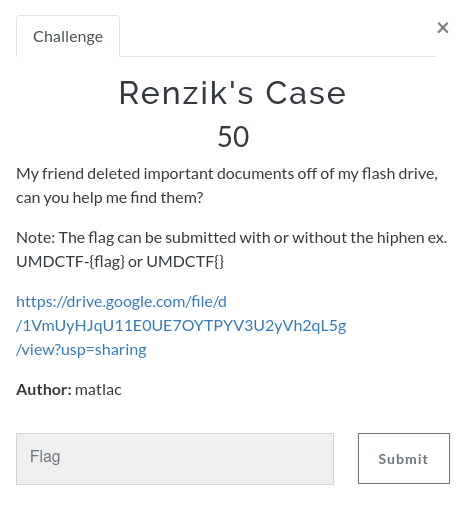 Challenge
×
Renzik's Case
50
My friend deleted important documents off of my flash drive,
can you help me find them?
Note: The flag can be submitted with or without the hiphen ex.
UMDCTF-{flag} or UMDCTF{}
https://drive.google.com/file/d
/1VmUyHJqU11E0UE7OYTPYV3U2yVh2qL5g
/view?usp=sharing
Author: matlac
Flag
Submit